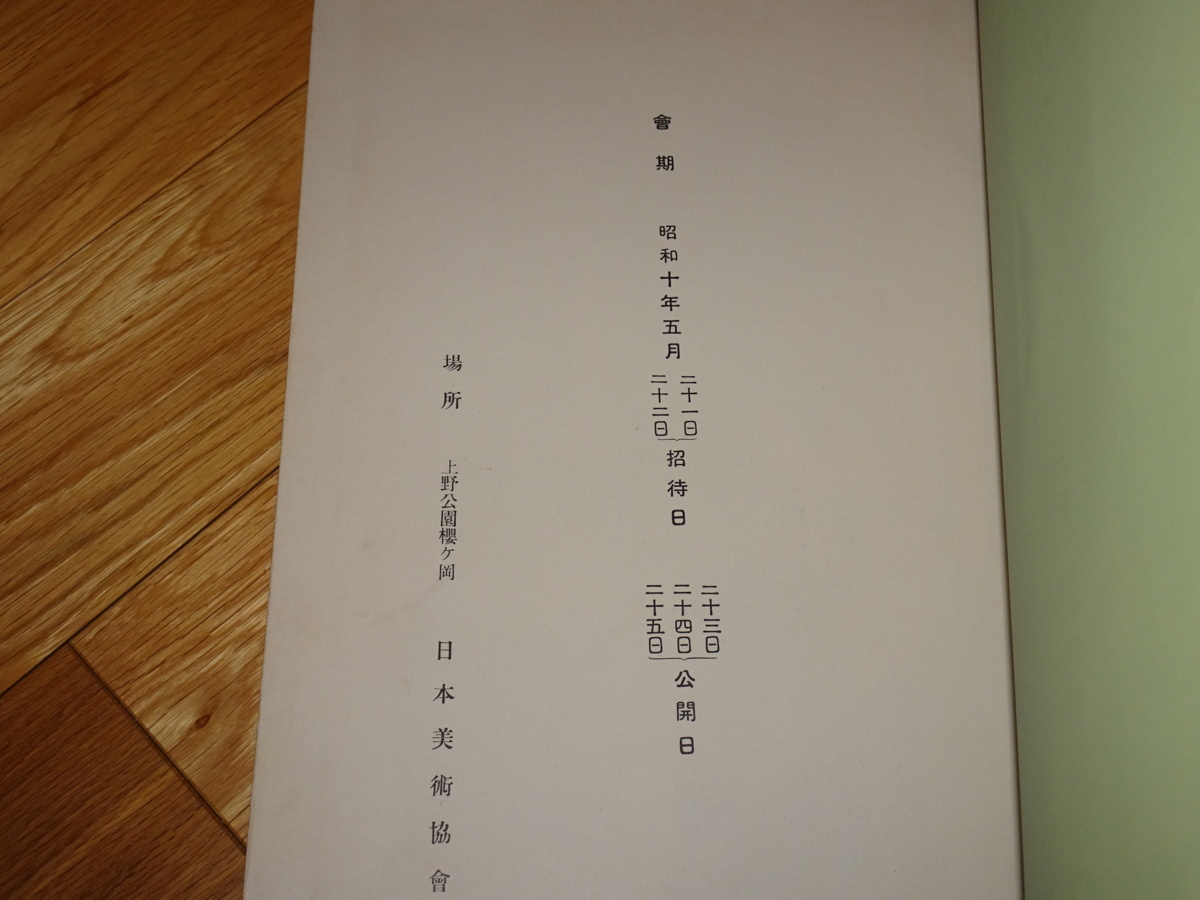 會期 昭和十年五月
二十一日
二十二日
招待日
二十三日
二十四日
二十五日
公開日
場所 上野公園櫻ヶ岡 日本美術協會